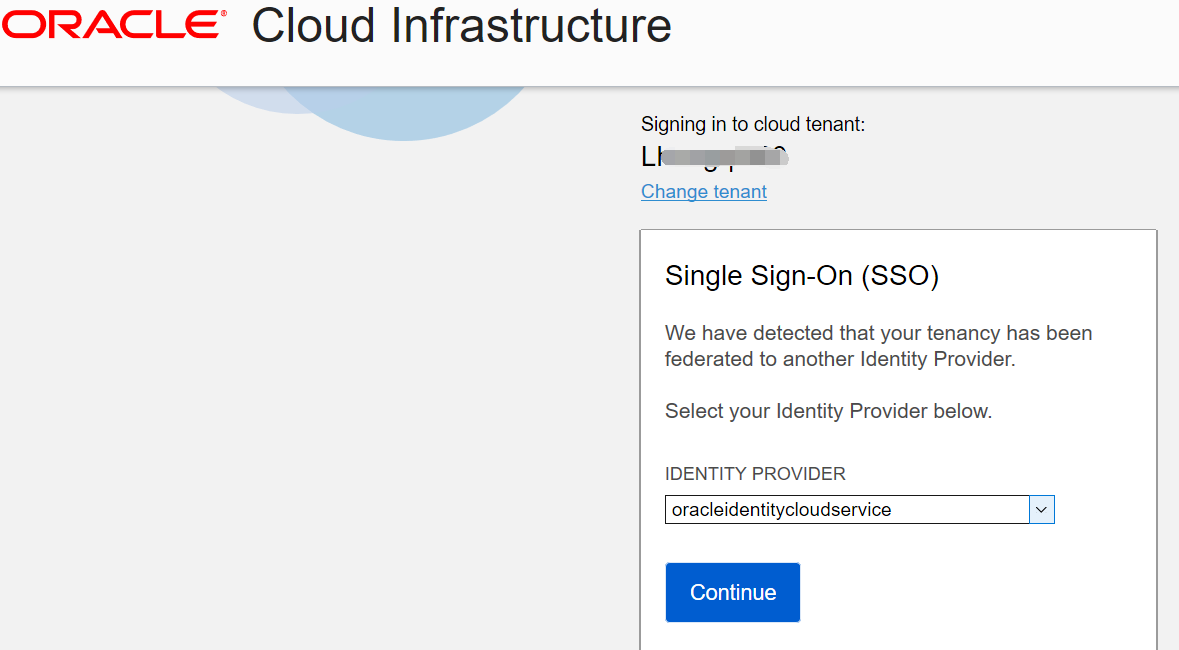 ORACLE® Cloud Infrastructure
Signing in to cloud tenant:
Change tenant
Single Sign-On (SSO)
We have detected that your tenancy has been
federated to another Identity Provider.
Select your Identity Provider below.
IDENTITY PROVIDER
oracleidentitycloudservice
Continue